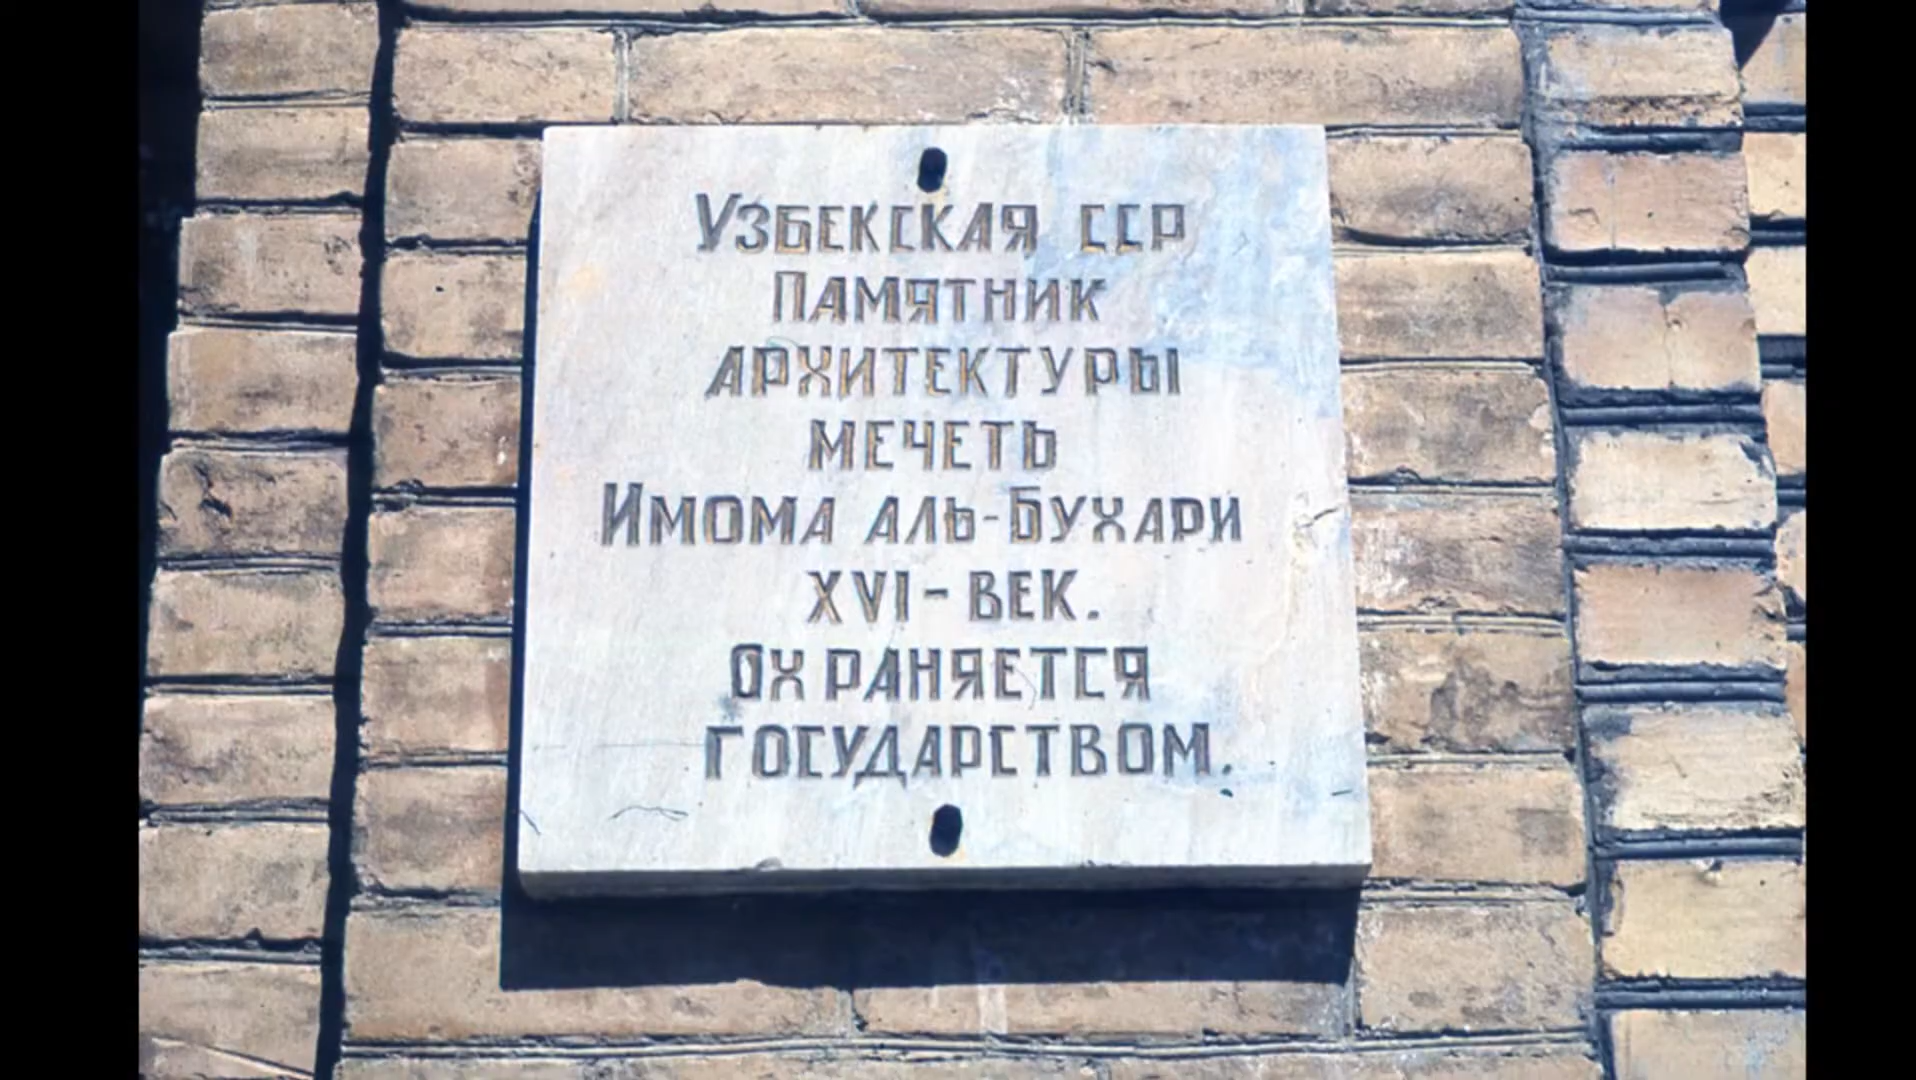 Узбекская ССР
Памятник
архитектуры
мечеть
Имома аль-Бухари
XVI - век.
Охраняется
государством.